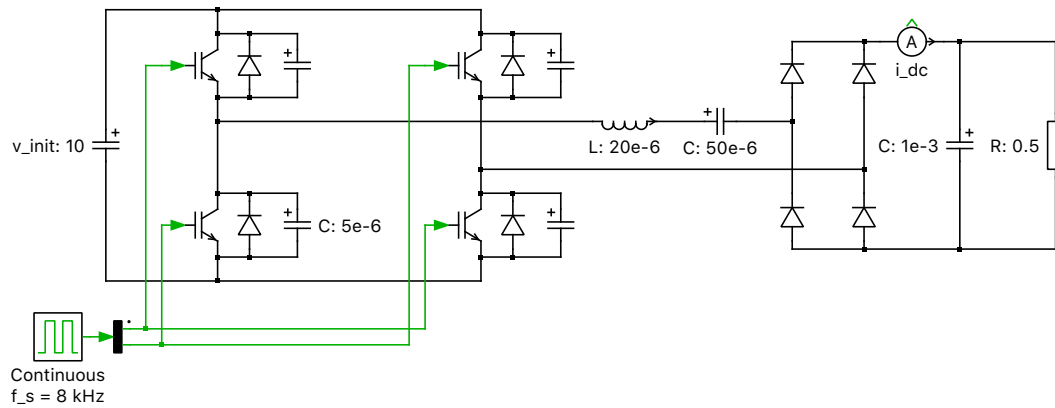 A
i_dc
v_init: 10
L: 20e-6
C: 50e-6
C: 1e-3
R: 0.5
C: 5e-6
Continuous
f_s = 8 kHz